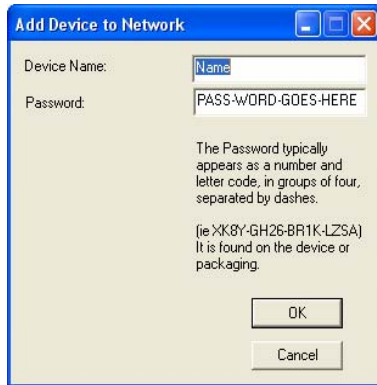 Add Device to Network
Device Name:
Name
Password:
PASS-WORD-GOES-HERE
The Password typically
appears as a number and
letter code, in groups of four,
separated by dashes.
(ie XK8Y-GH26-BR1K-LZSA)
It is found on the device or
packaging.
OK
Cancel